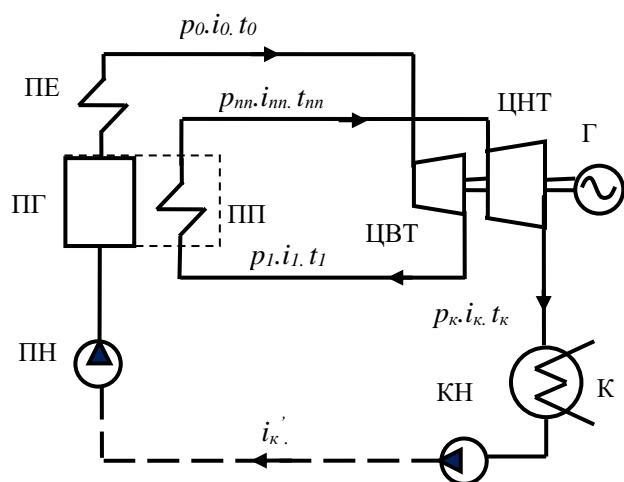 p₀.i₀. t₀
ПЕ
pпп.iпп. tпп
ЦНТ
Г
ПГ
ПП
ЦВТ
p₁.i₁. t₁
pк.iк. tк
ПН
КН
К
iк'.